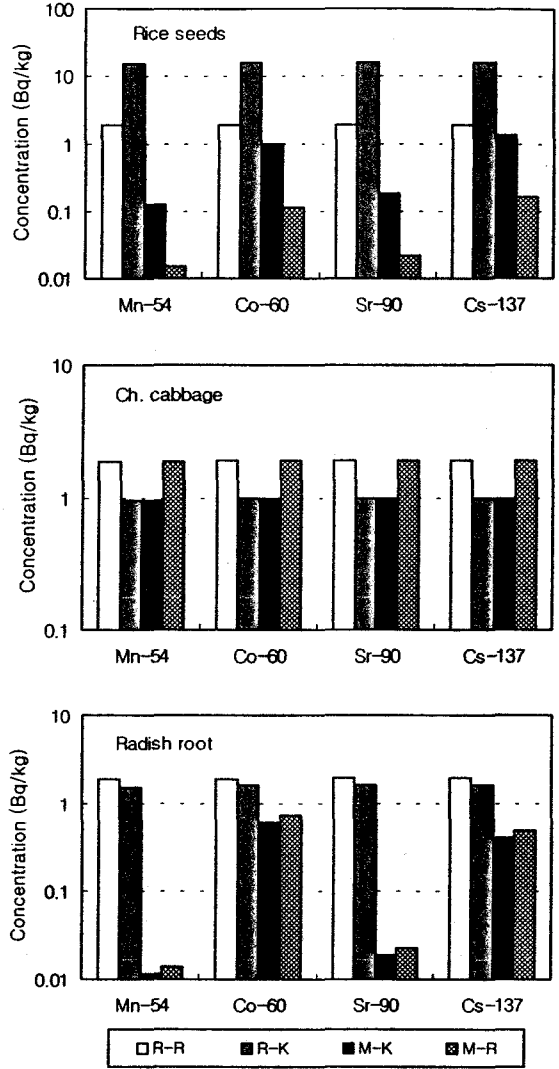 Concentration (Bq/kg)
100
10
1
0.1
0.01
Rice seeds
Mn-54 Co-60 Sr-90 Cs-137
Concentration (Bq/kg)
10
1
0.1
Ch. cabbage
Mn-54 Co-60 Sr-90 Cs-137
Concentration (Bq/kg)
10
1
0.1
0.01
Radish root
Mn-54 Co-60 Sr-90 Cs-137
R-R R-K M-K M-R